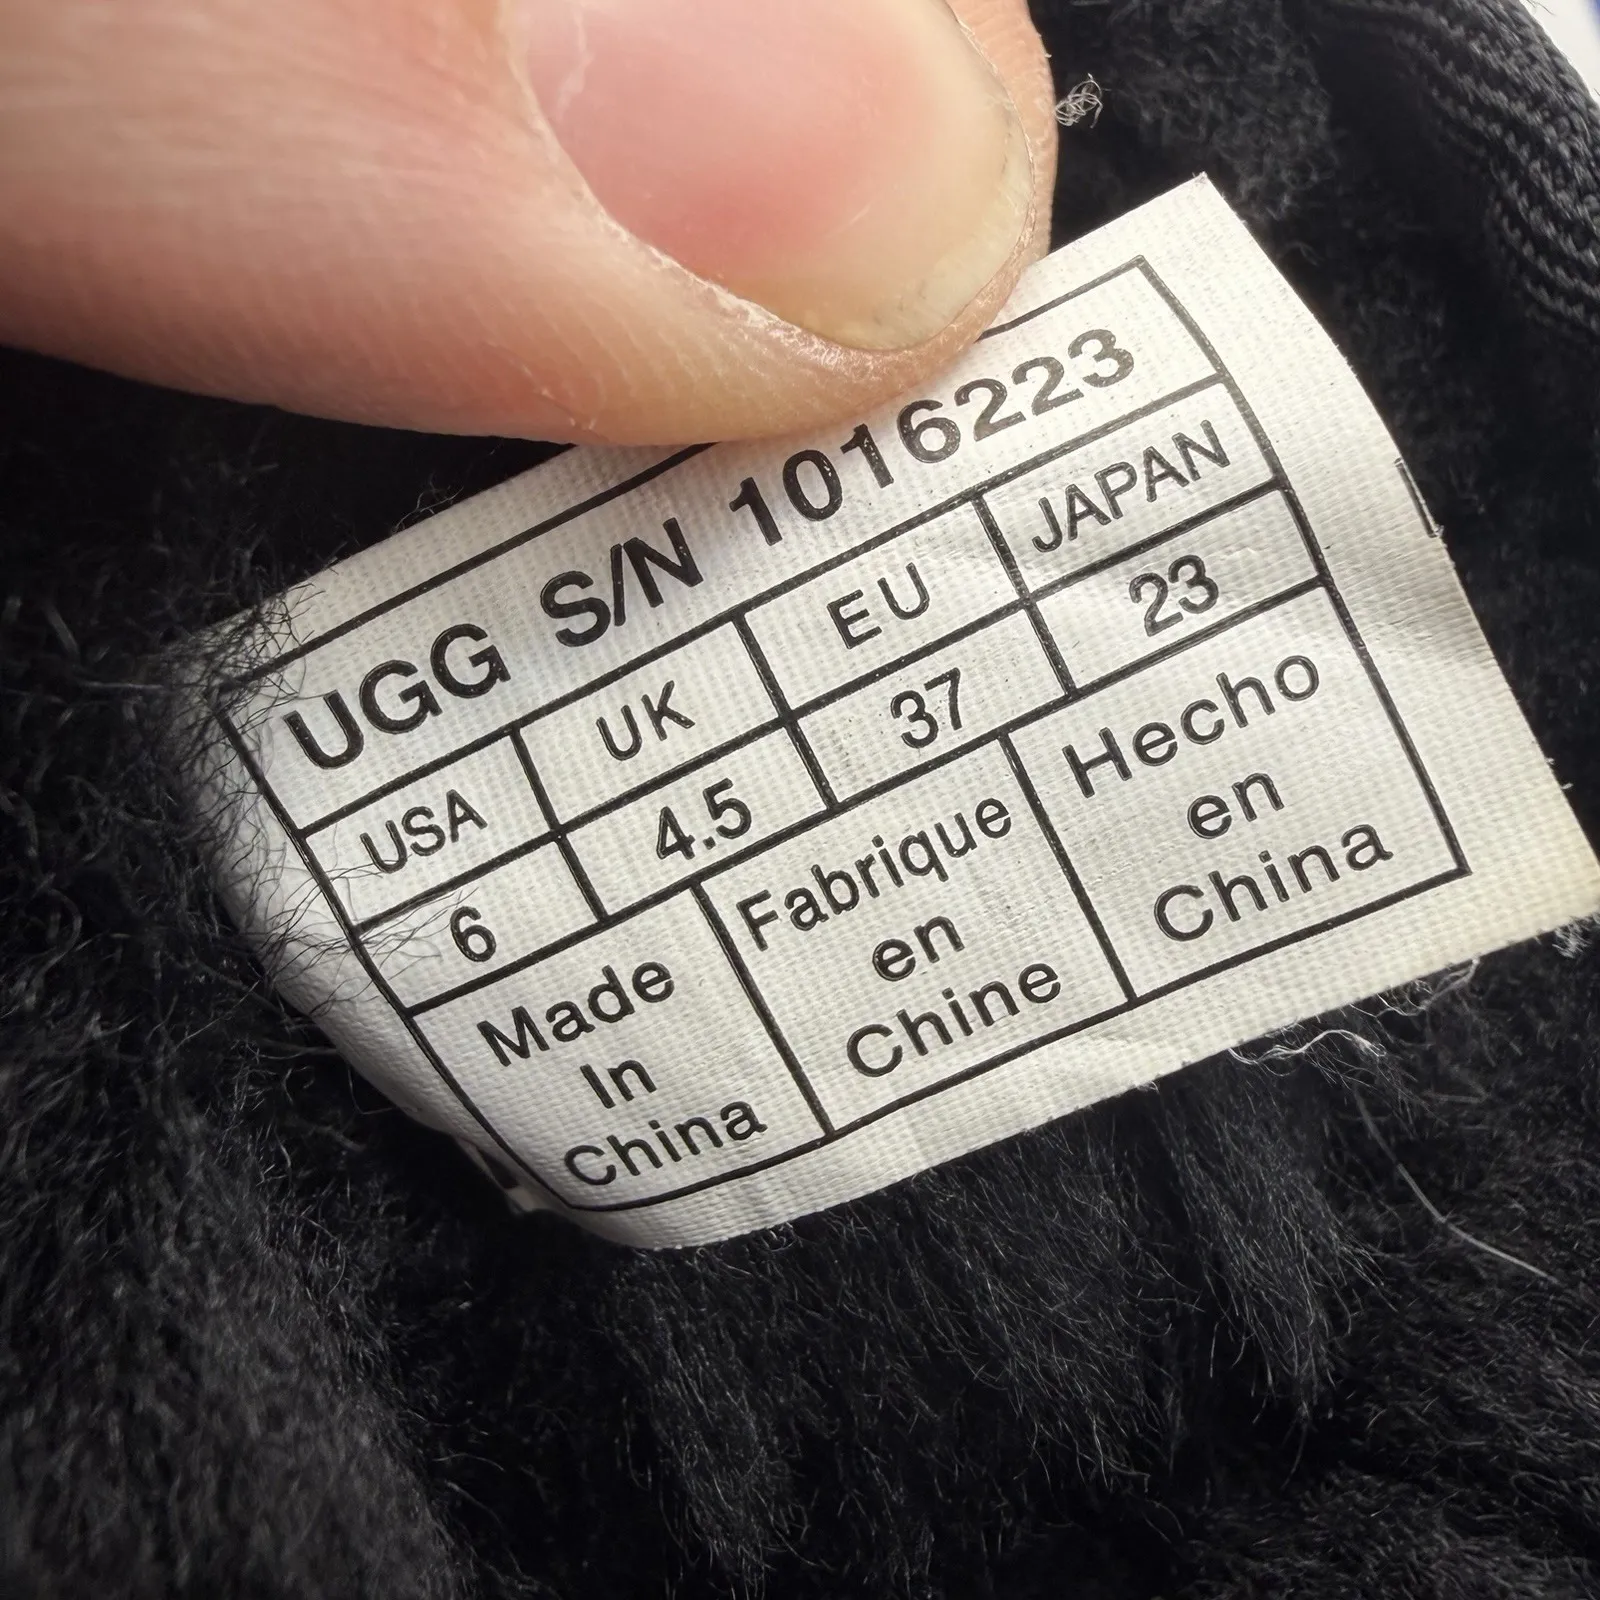 UGG S/N 1016223
USA UK EU JAPAN
6 4.5 37 23
Made
In
China
Fabrique
en
Chine
Hecho
en
China